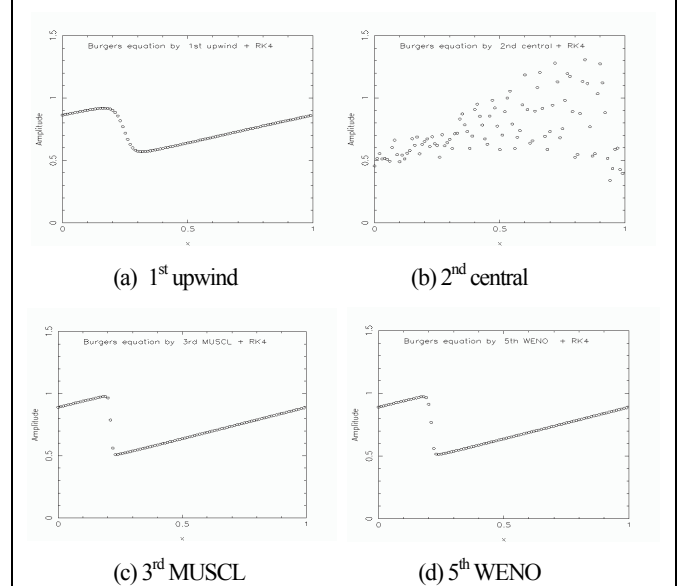 Burgers equation by 1st upwind + RK4
1.5
1
0.5
0
Amplitude
0
0.5
1
x
(a) 1st upwind
Burgers equation by 2nd central + RK4
1.5
1
0.5
0
Amplitude
0
0.5
1
x
(b) 2nd central
Burgers equation by 3rd MUSCL + RK4
1.5
1
0.5
0
Amplitude
0
0.5
1
x
(c) 3rd MUSCL
Burgers equation by 5th WENO + RK4
1.5
1
0.5
0
Amplitude
0
0.5
1
x
(d) 5th WENO